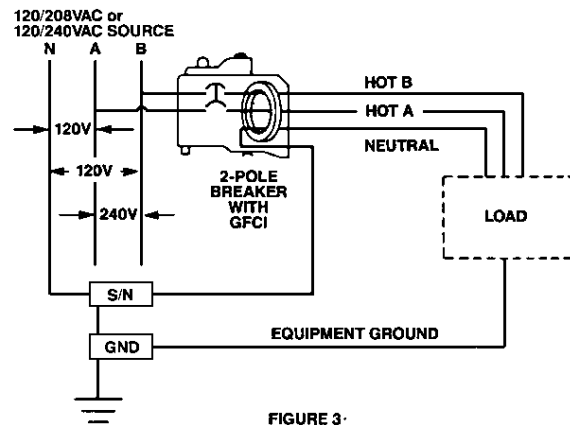 120/208VAC or
120/240VAC SOURCE
N A B
HOT B
HOT A
NEUTRAL
120V
120V
240V
2-POLE
BREAKER
WITH
GFCI
LOAD
S/N
GND
EQUIPMENT GROUND
FIGURE 3